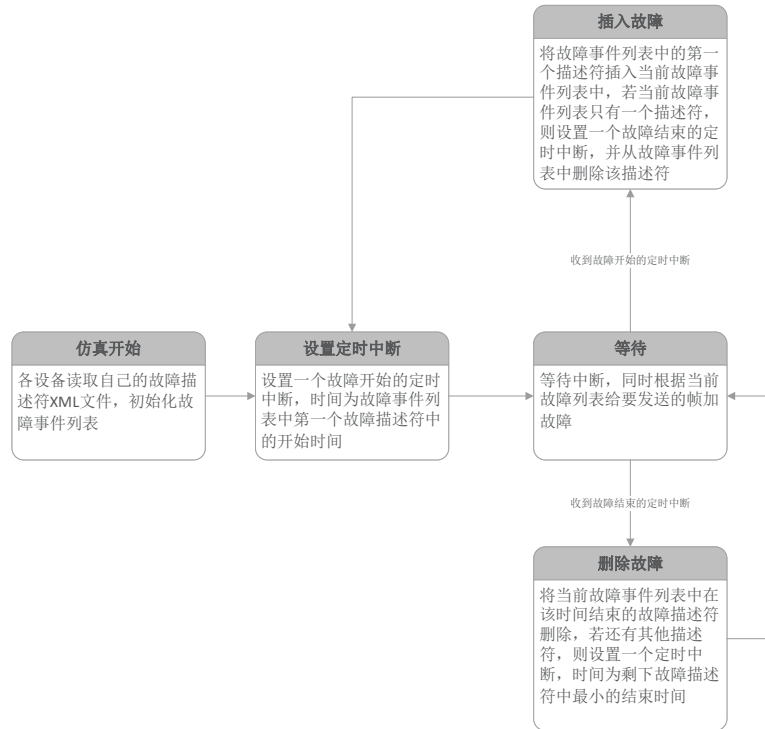 插入故障
将故障事件列表中的第一
个描述符插入当前故障事
件列表中，若当前故障事
件列表只有一个描述符，
则设置一个故障结束的定
时中断，并从故障事件列
表中删除该描述符
收到故障开始的定时中断
仿真开始
各设备读取自己的故障描
述符XML文件，初始化故
障事件列表
设置定时中断
设置一个故障开始的定时
中断，时间为故障事件列
表中第一个故障描述符中
的开始时间
等待
等待中断，同时根据当前
故障列表给要发送的帧加
故障
收到故障结束的定时中断
删除故障
将当前故障事件列表中在
该时间结束的故障描述符
删除，若还有其他描述
符，则设置一个定时中
断，时间为剩下故障描述
符中最小的结束时间